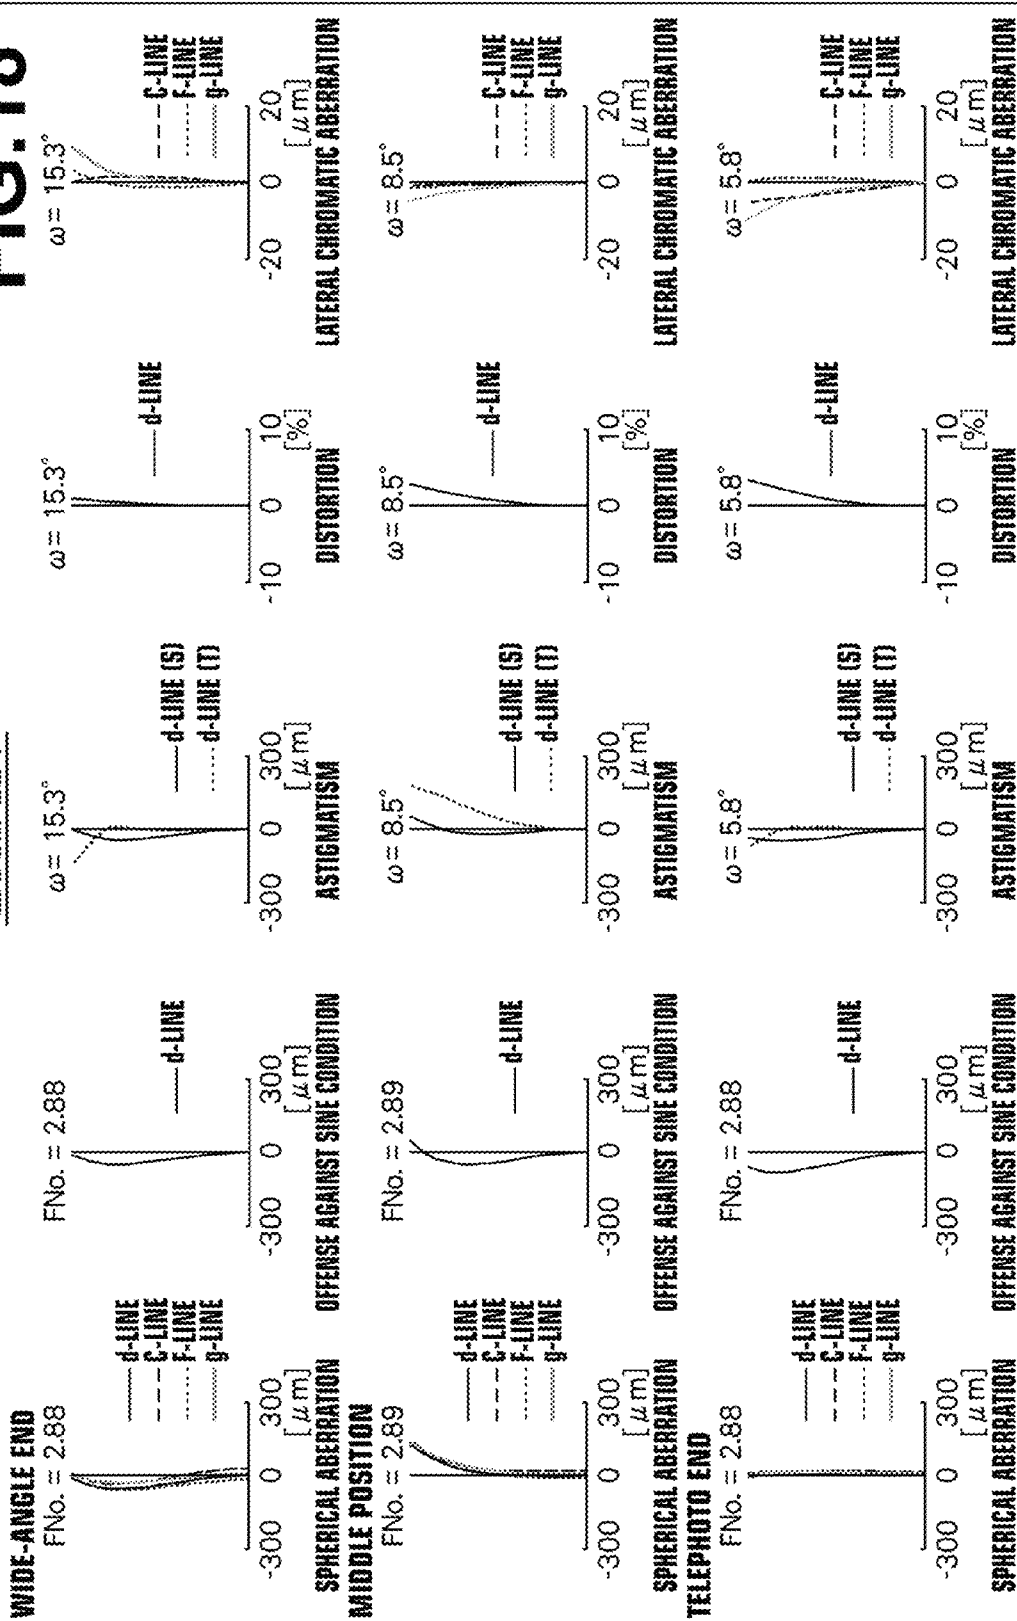 FIG.18
WIDE-ANGLE END
FNo. = 2.88
d-LINE
C-LINE
F-LINE
g-LINE
-300 0 300
[μm]
SPHERICAL ABERRATION
FNo. = 2.88
d-LINE
-300 0 300
[μm]
OFFENSE AGAINST SINE CONDITION
ω= 15.3°
d-LINE (S)
d-LINE (T)
-300 0 300
[μm]
ASTIGMATISM
ω= 15.3°
d-LINE
-10 0 10
[%]
DISTORTION
ω= 15.3°
C-LINE
F-LINE
g-LINE
-20 0 20
[μm]
LATERAL CHROMATIC ABERRATION
MIDDLE POSITION
FNo. = 2.89
d-LINE
C-LINE
F-LINE
g-LINE
-300 0 300
[μm]
SPHERICAL ABERRATION
FNo. = 2.89
d-LINE
-300 0 300
[μm]
OFFENSE AGAINST SINE CONDITION
ω= 8.5°
d-LINE (S)
d-LINE (T)
-300 0 300
[μm]
ASTIGMATISM
ω= 8.5°
d-LINE
-10 0 10
[%]
DISTORTION
ω= 8.5°
C-LINE
F-LINE
g-LINE
-20 0 20
[μm]
LATERAL CHROMATIC ABERRATION
TELEPHOTO END
FNo. = 2.88
d-LINE
C-LINE
F-LINE
g-LINE
-300 0 300
[μm]
SPHERICAL ABERRATION
FNo. = 2.88
d-LINE
-300 0 300
[μm]
OFFENSE AGAINST SINE CONDITION
ω= 5.8°
d-LINE (S)
d-LINE (T)
-300 0 300
[μm]
ASTIGMATISM
ω= 5.8°
d-LINE
-10 0 10
[%]
DISTORTION
ω= 5.8°
C-LINE
F-LINE
g-LINE
-20 0 20
[μm]
LATERAL CHROMATIC ABERRATION